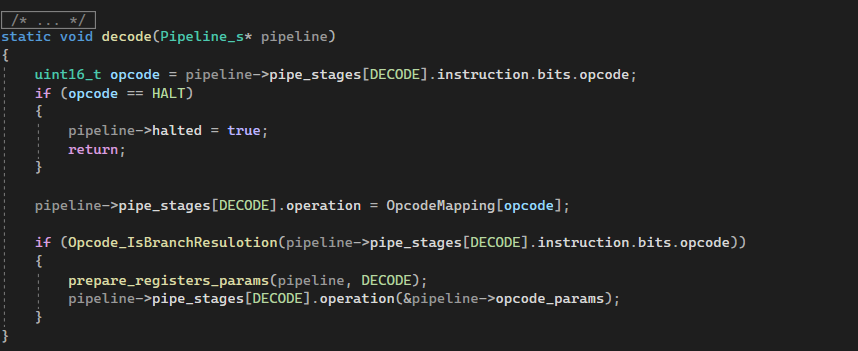 /* ... */
static void decode(Pipeline_s* pipeline)
{
    uint16_t opcode = pipeline->pipe_stages[DECODE].instruction.bits.opcode;
    if (opcode == HALT)
    {
        pipeline->halted = true;
        return;
    }
    pipeline->pipe_stages[DECODE].operation = OpcodeMapping[opcode];
    if (Opcode_IsBranchResulotion(pipeline->pipe_stages[DECODE].instruction.bits.opcode))
    {
        prepare_registers_params(pipeline, DECODE);
        pipeline->pipe_stages[DECODE].operation(&pipeline->opcode_params);
    }
}